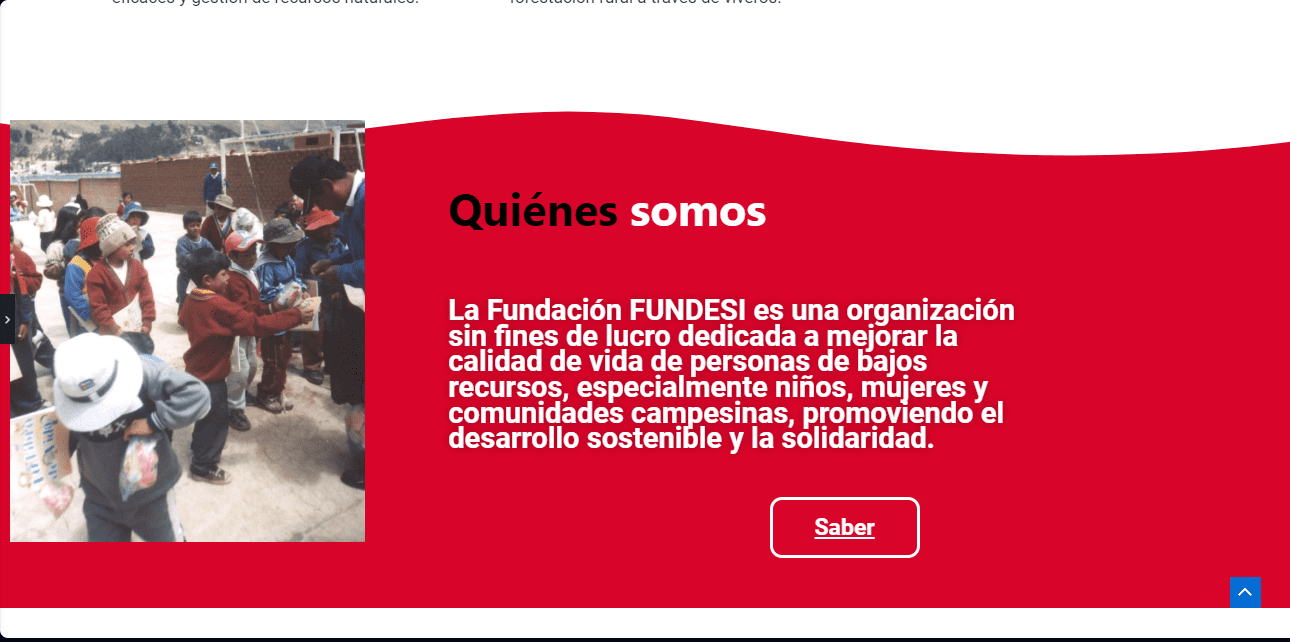 eficaces y gestión de recursos naturales.
forestación rural a través de viveros.
Quiénes somos
La Fundación FUNDESI es una organización
sin fines de lucro dedicada a mejorar la
calidad de vida de personas de bajos
recursos, especialmente niños, mujeres y
comunidades campesinas, promoviendo el
desarrollo sostenible y la solidaridad.
Saber